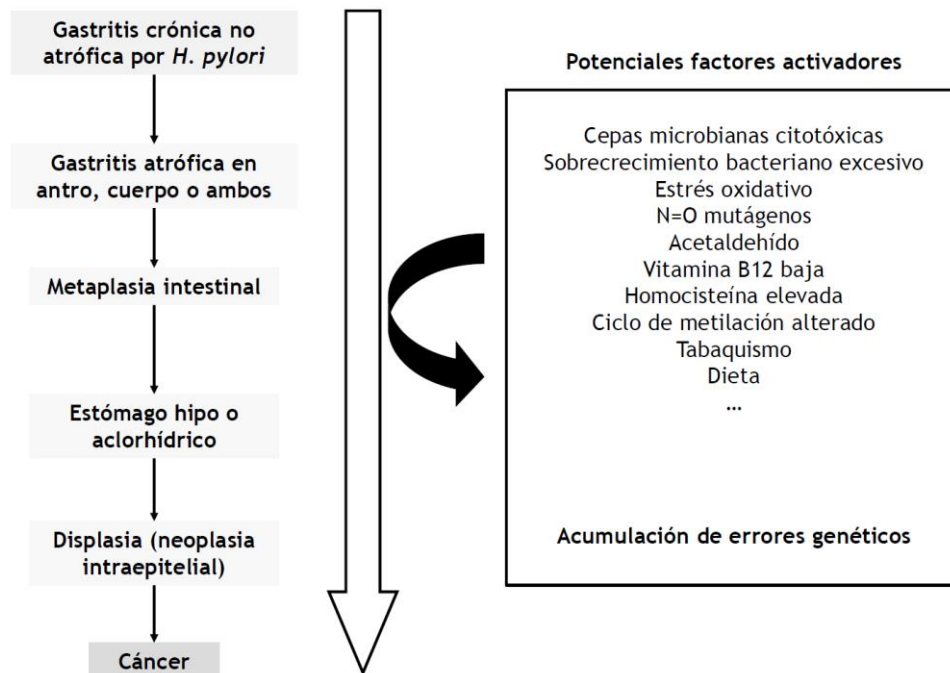 Gastritis crónica no
atrófica por H. pylori
Gastritis atrófica en
antro, cuerpo o ambos
Metaplasia intestinal
Estómago hipo o
aclorhídrico
Displasia (neoplasia
intraepitelial)
Cáncer
Potenciales factores activadores
Cepas microbianas citotóxicas
Sobrecrecimiento bacteriano excesivo
Estrés oxidativo
N=O mutágenos
Acetaldehído
Vitamina B12 baja
Homocisteína elevada
Ciclo de metilación alterado
Tabaquismo
Dieta
...
Acumulación de errores genéticos